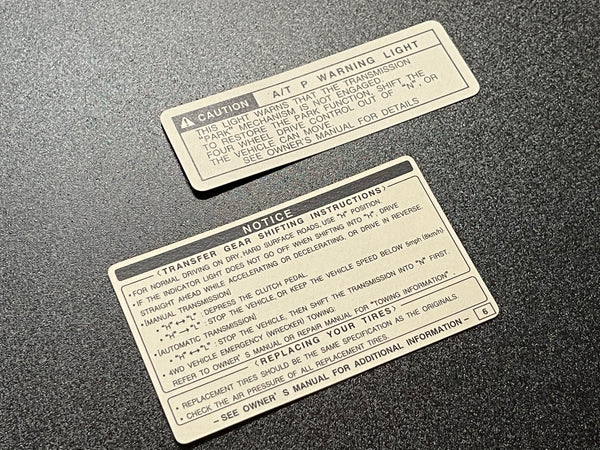 CAUTION A/T P WARNING LIGHT
THIS LIGHT WARNS THAT THE TRANSMISSION
"PARK" MECHANISM IS NOT ENGAGED.
TO RESTORE THE PARK FUNCTION, SHIFT THE
FOUR WHEEL DRIVE CONTROL OUT OF "N", OR
THE VEHICLE CAN MOVE.
SEE OWNER'S MANUAL FOR DETAILS
NOTICE
(TRANSFER GEAR SHIFTING INSTRUCTIONS)
• FOR NORMAL DRIVING ON DRY, HARD SURFACE ROADS, USE "H" POSITION.
• IF THE INDICATOR LIGHT DOES NOT GO OFF WHEN SHIFTING INTO "H", DRIVE
STRAIGHT AHEAD WHILE ACCELERATING OR DECELERATING, OR DRIVE IN REVERSE.
[MANUAL TRANSMISSION]
• "H"↔"L" : DEPRESS THE CLUTCH PEDAL.
• "H"↔"L" : STOP THE VEHICLE, OR KEEP THE VEHICLE SPEED BELOW 5mph (8km/h)
[AUTOMATIC TRANSMISSION]
• "H"↔"L" : STOP THE VEHICLE, THEN SHIFT THE TRANSMISSION INTO "N" FIRST.
• 4WD VEHICLE EMERGENCY (WRECKER) TOWING:
REFER TO OWNER'S MANUAL OR REPAIR MANUAL FOR "TOWING INFORMATION".
(REPLACING YOUR TIRES)
• REPLACEMENT TIRES SHOULD BE THE SAME SPECIFICATION AS THE ORIGINALS.
• CHECK THE AIR PRESSURE OF ALL REPLACEMENT TIRES.
-SEE OWNER'S MANUAL FOR ADDITIONAL INFORMATION- 6